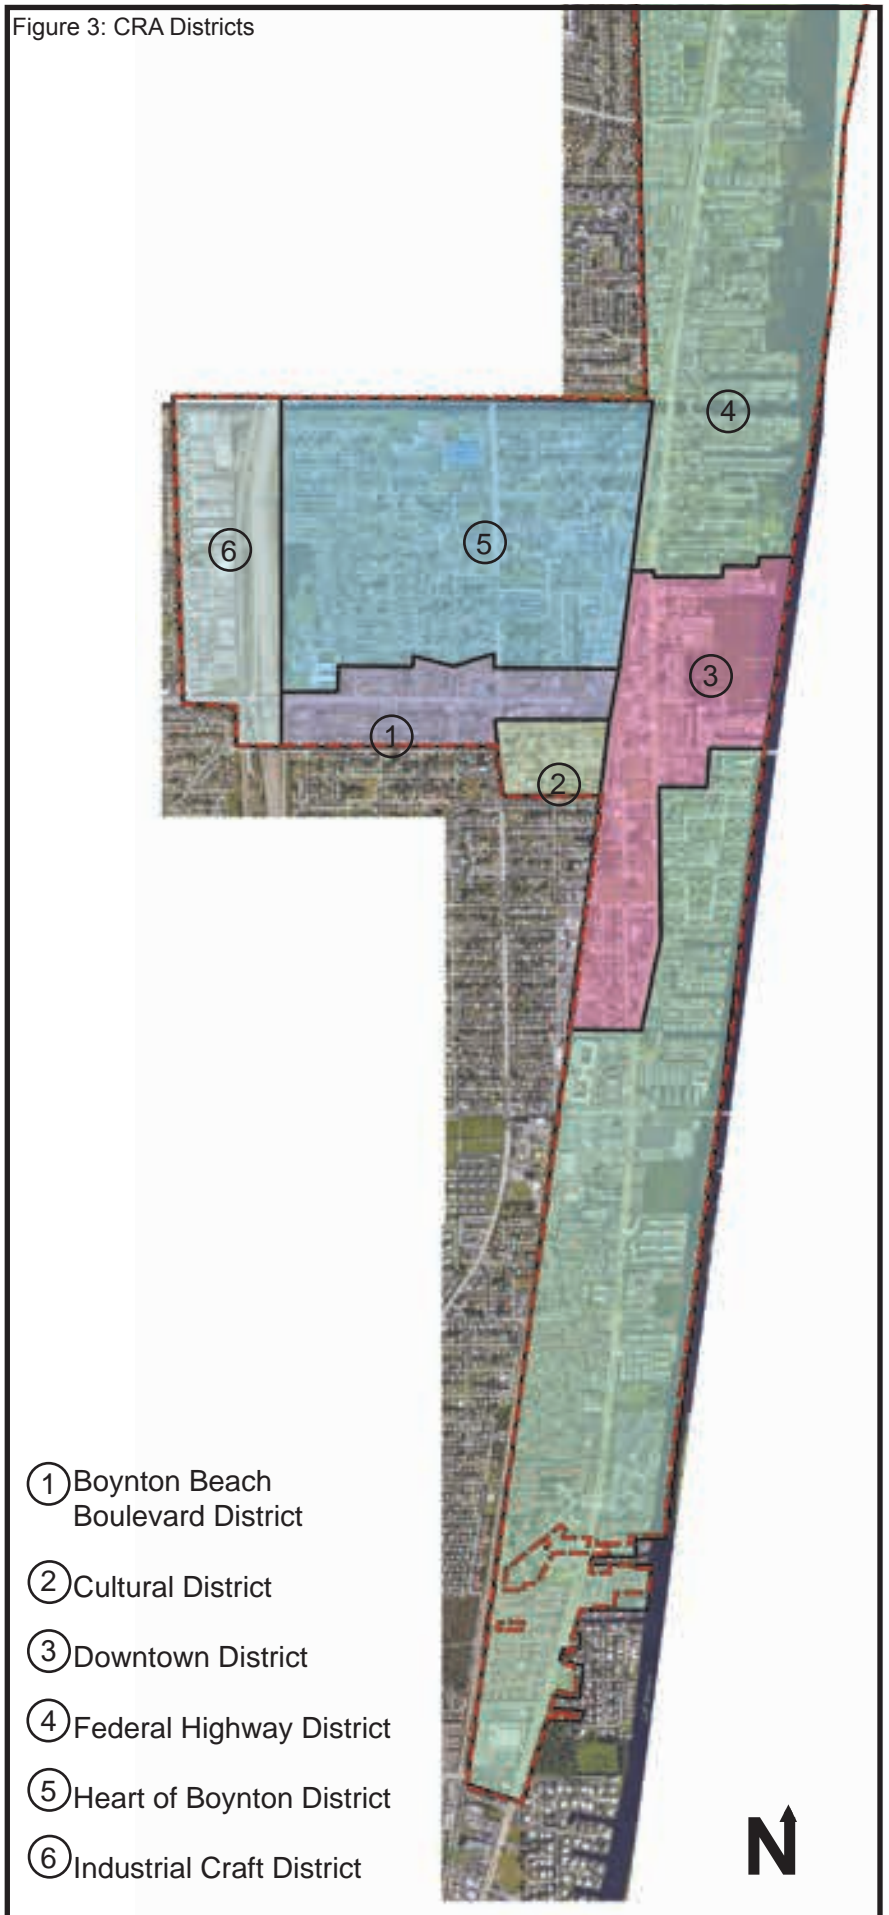 Figure 3: CRA Districts
4
6
5
3
1
2
1 Boynton Beach
Boulevard District
2 Cultural District
3 Downtown District
4 Federal Highway District
5 Heart of Boynton District
6 Industrial Craft District
N